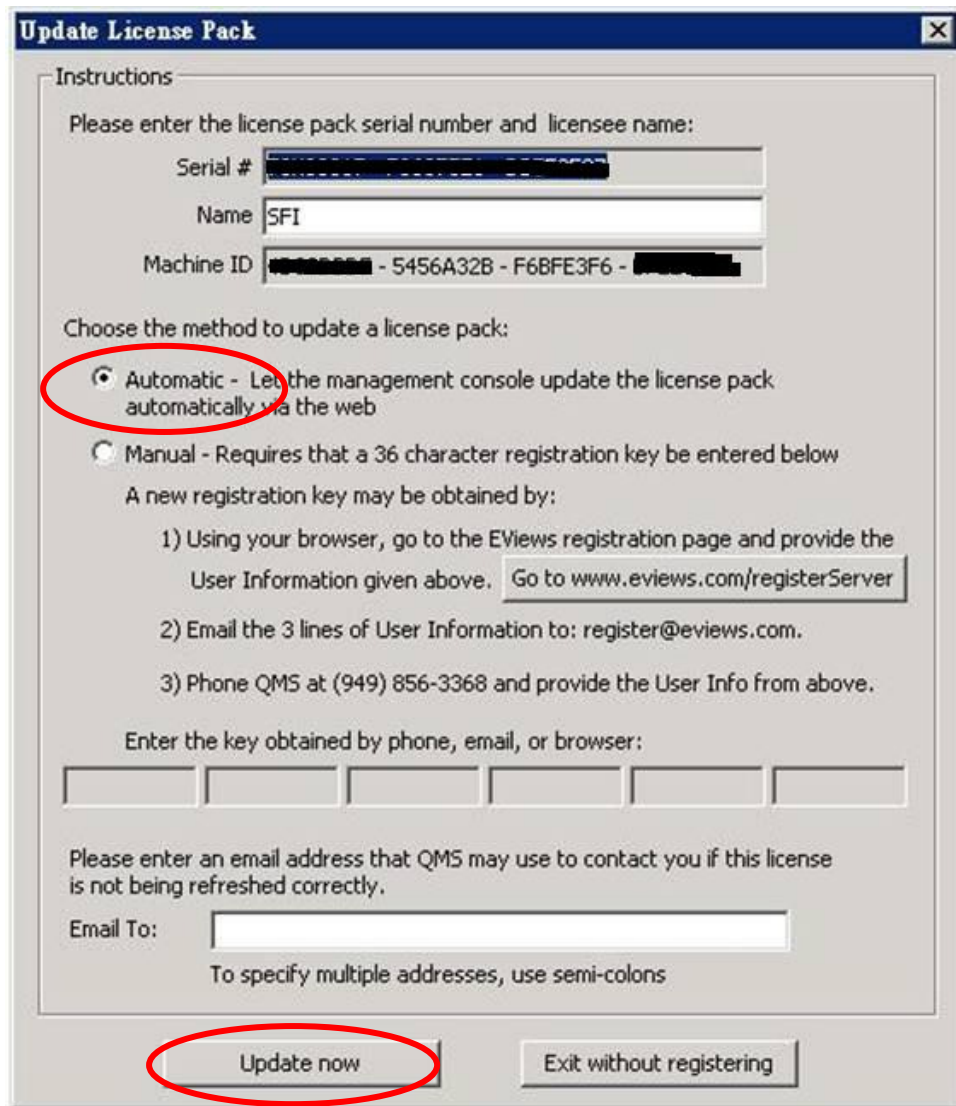 Update License Pack
Instructions
Please enter the license pack serial number and licensee name:
Serial #
Name SFI
Machine ID - 5456A32B - F6BFE3F6 -
Choose the method to update a license pack:
Automatic - Let the management console update the license pack
automatically via the web
Manual - Requires that a 36 character registration key be entered below
A new registration key may be obtained by:
1) Using your browser, go to the EViews registration page and provide the
User Information given above. Go to www.eviews.com/registerServer
2) Email the 3 lines of User Information to: register@eviews.com.
3) Phone QMS at (949) 856-3368 and provide the User Info from above.
Enter the key obtained by phone, email, or browser:
Please enter an email address that QMS may use to contact you if this license
is not being refreshed correctly.
Email To:
To specify multiple addresses, use semi-colons
Update now Exit without registering